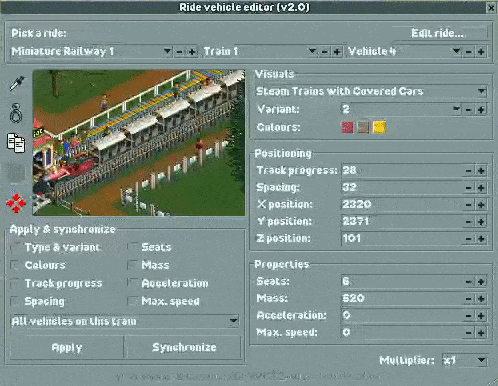 Ride vehicle editor (v2.0)
Pick a ride: Edit ride...
Miniature Railway 1 Train 1 Vehicle 4
Visuals
Steam Trains with Covered Cars
Variant: 2
Colours:
Positioning
Track progress: 28
Spacing: 32
X position: 2320
Y position: 2371
Z position: 101
Apply & synchronize
Type & variant Seats
Colours Mass
Track progress Acceleration
Spacing Max. speed
All vehicles on this train
Apply Synchronize
Properties
Seats: 6
Mass: 620
Acceleration: 0
Max. speed: 0
Multiplier: x1